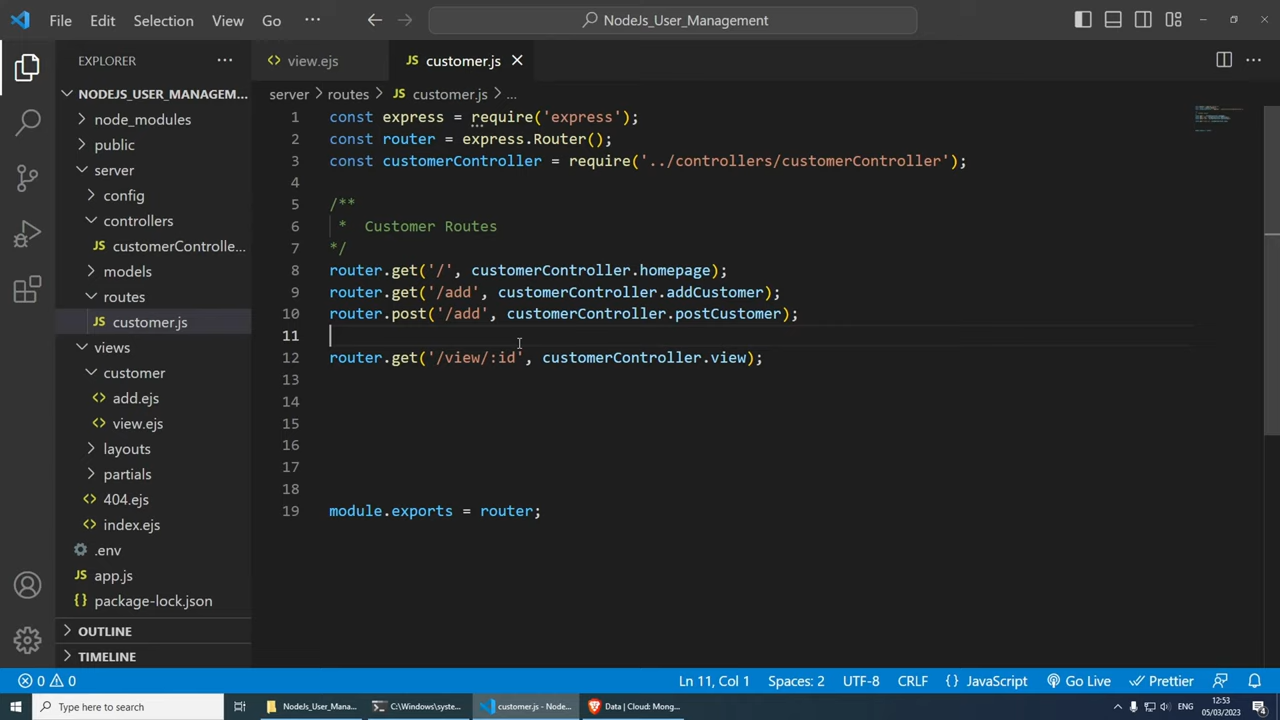 File Edit Selection View Go ··· NodeJs_User_Management
EXPLORER ···
NODEJS_USER_MANAGEM...
node_modules
public
server
config
controllers
customerControlle...
models
routes
customer.js
views
customer
add.ejs
view.ejs
layouts
partials
404.ejs
index.ejs
.env
app.js
package-lock.json
OUTLINE
TIMELINE
view.ejs JS customer.js
server > routes > JS customer.js > ...
1 const express = require('express');
2 const router = express.Router();
3 const customerController = require('../controllers/customerController');
4
5 /**
6 * Customer Routes
7 */
8 router.get('/', customerController.homepage);
9 router.get('/add', customerController.addCustomer);
10 router.post('/add', customerController.postCustomer);
11
12 router.get('/view/:id', customerController.view);
13
14
15
16
17
18
19 module.exports = router;
0 0 Ln 11, Col 1 Spaces: 2 UTF-8 CRLF {} JavaScript Go Live Prettier
Type here to search NodeJs_User_Mana... C:\Windows\syste... customer.js - Node... Data | Cloud: Mong... ENG 12:53
05/03/2023